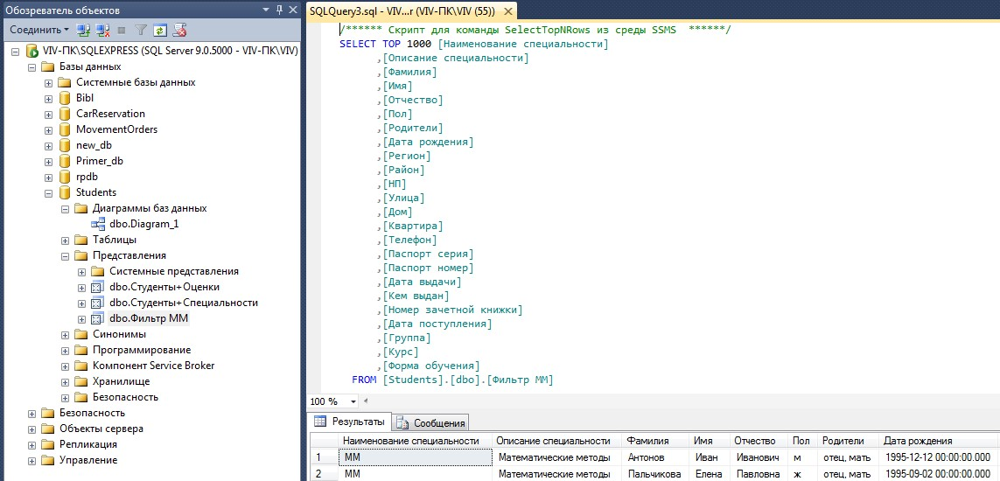 Обозреватель объектов
Соединить
VIV-ПК\SQLEXPRESS (SQL Server 9.0.5000 - VIV-ПК\VIV)
Базы данных
Системные базы данных
Bibl
CarReservation
MovementOrders
new_db
Primer_db
rpdb
Students
Диаграммы баз данных
dbo.Diagram_1
Таблицы
Представления
Системные представления
dbo.Студенты+Оценки
dbo.Студенты+Специальности
dbo.Фильтр ММ
Синонимы
Программирование
Компонент Service Broker
Хранилище
Безопасность
Безопасность
Объекты сервера
Репликация
Управление
SQLQuery3.sql - VIV...r (VIV-ПК\VIV (55))
/****** Скрипт для команды SelectTopNRows из среды SSMS ******/
SELECT TOP 1000 [Наименование специальности]
,[Описание специальности]
,[Фамилия]
,[Имя]
,[Отчество]
,[Пол]
,[Родители]
,[Дата рождения]
,[Регион]
,[Район]
,[НП]
,[Улица]
,[Дом]
,[Квартира]
,[Телефон]
,[Паспорт серия]
,[Паспорт номер]
,[Дата выдачи]
,[Кем выдан]
,[Номер зачетной книжки]
,[Дата поступления]
,[Группа]
,[Курс]
,[Форма обучения]
FROM [Students].[dbo].[Фильтр ММ]
100 %
Результаты Сообщения
Наименование специальности Описание специальности Фамилия Имя Отчество Пол Родители Дата рождения
1 ММ Математические методы Антонов Иван Иванович м отец, мать 1995-12-12 00:00:00.000
2 ММ Математические методы Пальчикова Елена Павловна ж отец, мать 1995-09-02 00:00:00.000